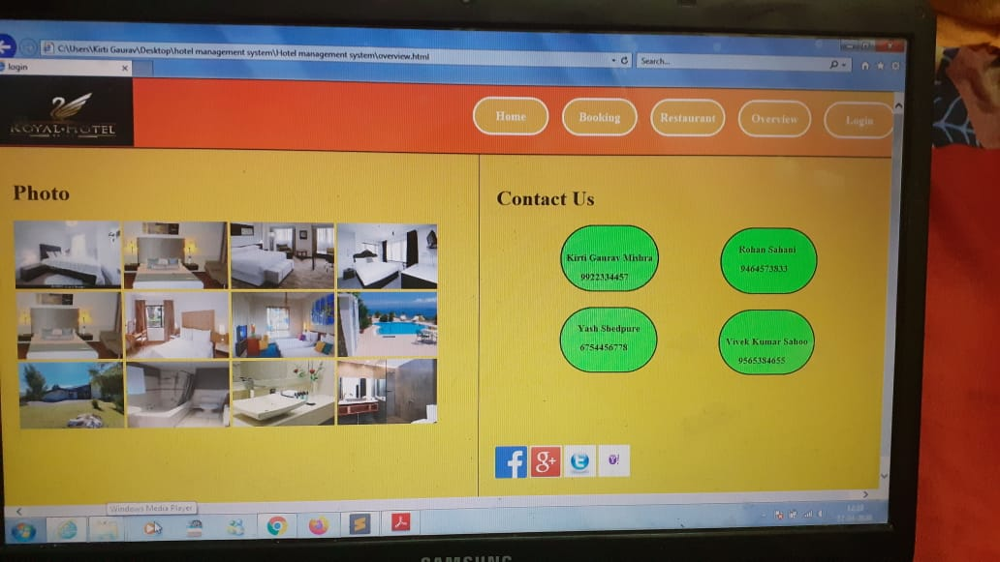 C:\Users\Kirti Gaurav\Desktop\hotel management system\Hotel management system\overview.html
Search...
login
ROYAL HOTEL
Home
Booking
Restaurant
Overview
Login
Photo
Contact Us
Kirti Gaurav Mishra
9922334457
Rohan Sahani
9464573833
Yash Shedpure
6754456778
Vivek Kumar Sahoo
9565384655
f
g+
Y!
Windows Media Player
SAMSUNG